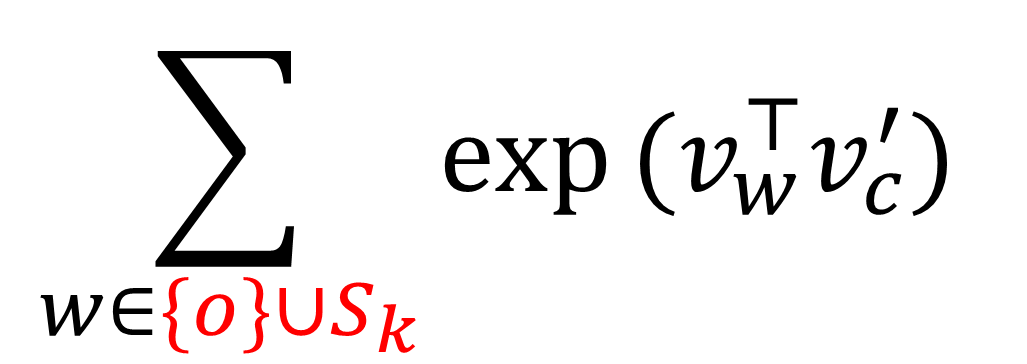 ∑ exp (v_w^⊤ v′_c)
w∈{o}∪S_k